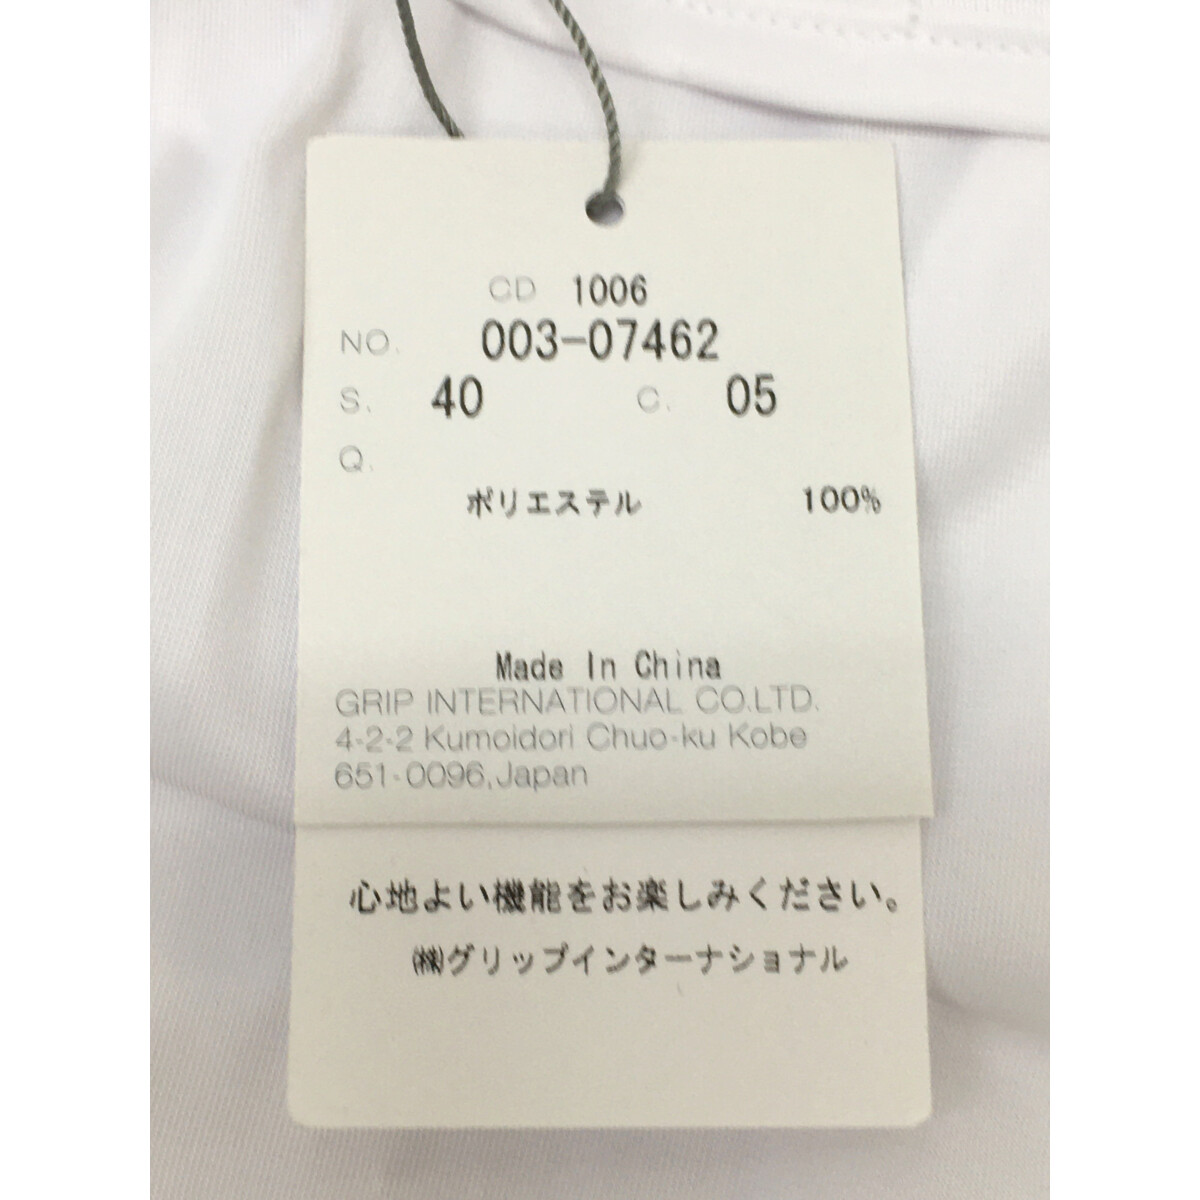 CD 1006
NO. 003-07462
S. 40 C. 05
Q.
ポリエステル 100%
Made In China
GRIP INTERNATIONAL CO.LTD.
4-2-2 Kumoidori Chuo-ku Kobe
651-0096,Japan
心地よい機能をお楽しみください。
㈱グリップインターナショナル